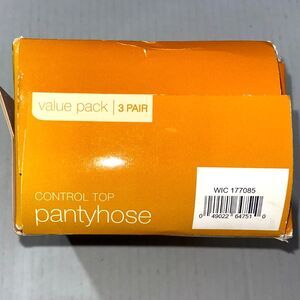 value pack | 3 PAIR
CONTROL TOP
pantyhose
WIC 177085
0 49022 64751 0